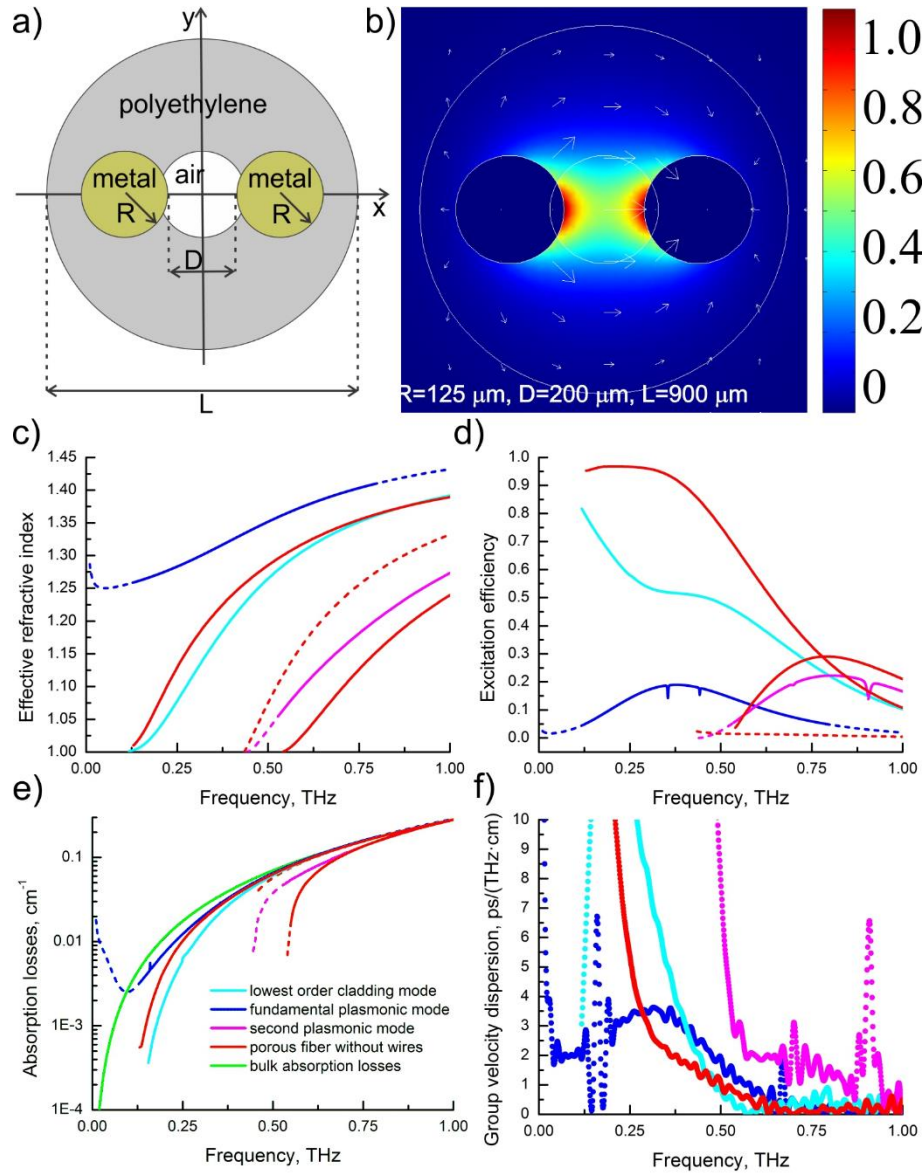 a)
y
polyethylene
metal
air
metal
R
R
x
D
L
b)
R=125 μm, D=200 μm, L=900 μm
1.0
0.8
0.6
0.4
0.2
0
c)
Effective refractive index
1.45
1.40
1.35
1.30
1.25
1.20
1.15
1.10
1.05
1.00
0.00 0.25 0.50 0.75 1.00
Frequency, THz
d)
Excitation efficiency
1.0
0.9
0.8
0.7
0.6
0.5
0.4
0.3
0.2
0.1
0.0
0.00 0.25 0.50 0.75 1.00
Frequency, THz
e)
Absorption losses, cm⁻¹
0.1
0.01
1E-3
1E-4
lowest order cladding mode
fundamental plasmonic mode
second plasmonic mode
porous fiber without wires
bulk absorption losses
0.00 0.25 0.50 0.75 1.00
Frequency, THz
f)
Group velocity dispersion, ps/(THz·cm)
10
9
8
7
6
5
4
3
2
1
0
0.00 0.25 0.50 0.75 1.00
Frequency, THz